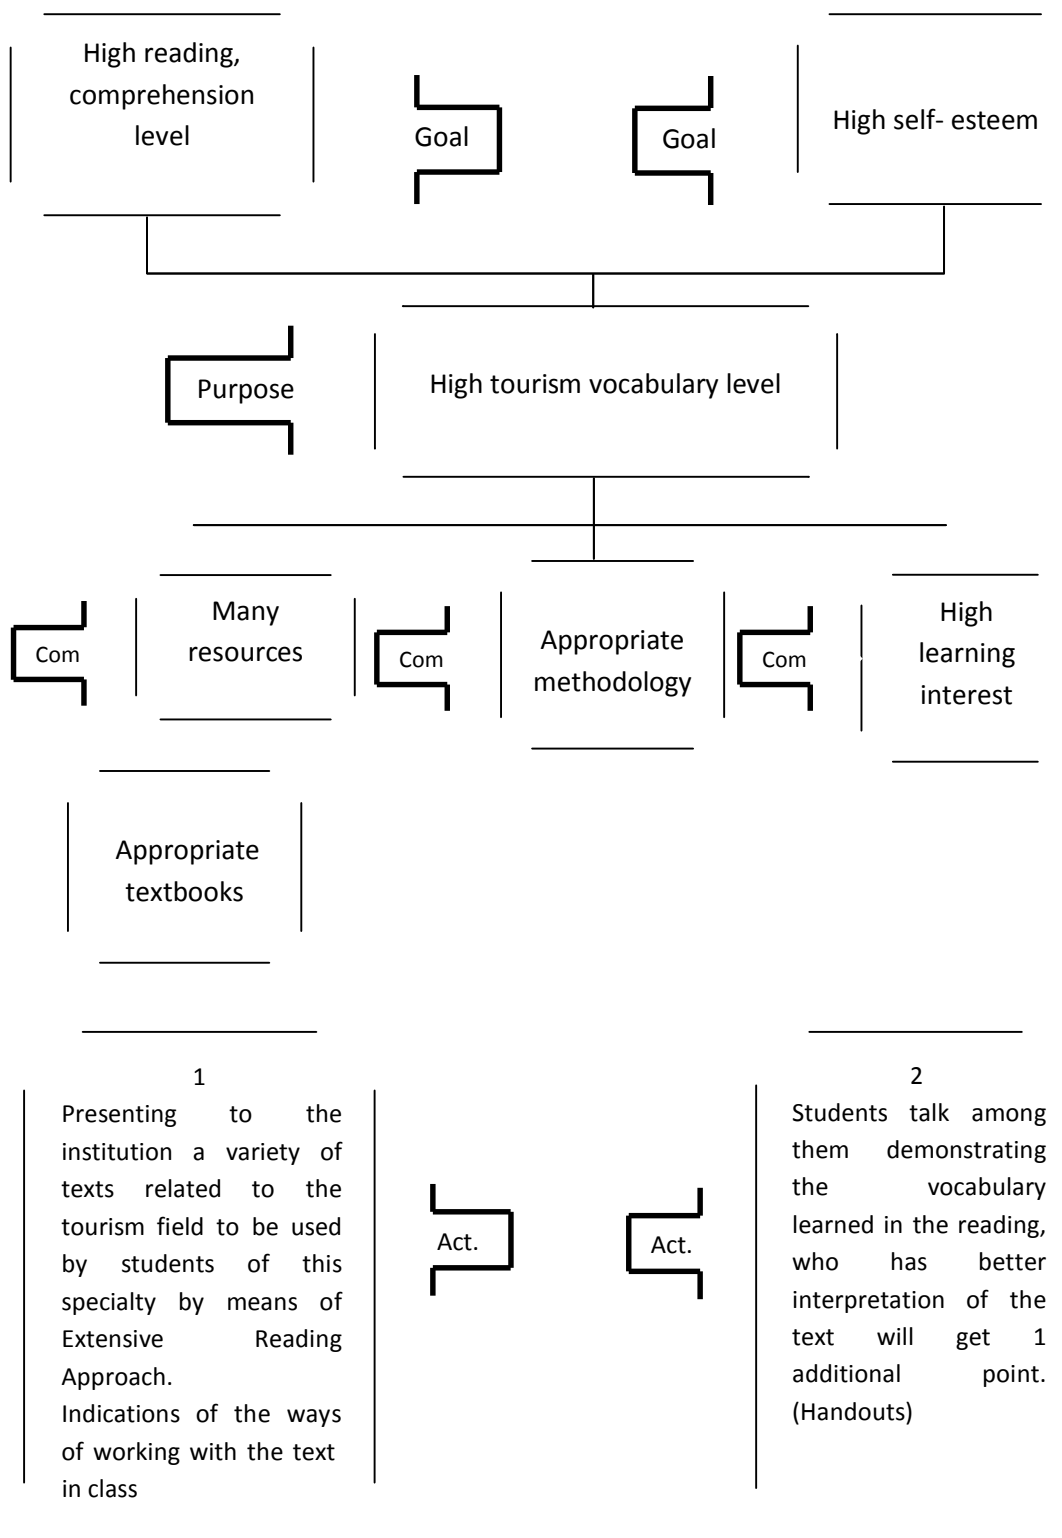 High reading,
comprehension
level
Goal
Goal
High self- esteem
Purpose
High tourism vocabulary level
Com
Many
resources
Com
Appropriate
methodology
Com
High
learning
interest
Appropriate
textbooks
1
Presenting to the
institution a variety of
texts related to the
tourism field to be used
by students of this
specialty by means of
Extensive Reading
Approach.
Indications of the ways
of working with the text
in class
Act.
Act.
2
Students talk among
them demonstrating
the vocabulary
learned in the reading,
who has better
interpretation of the
text will get 1
additional point.
(Handouts)